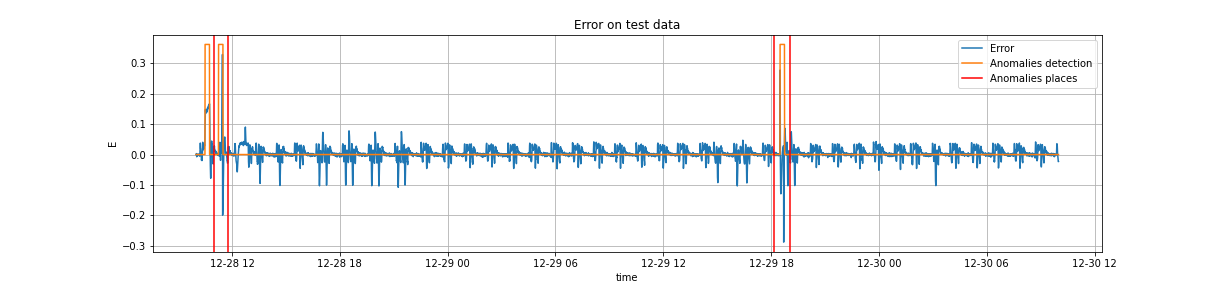 Error on test data
Error
Anomalies detection
Anomalies places
E
0.3
0.2
0.1
0.0
−0.1
−0.2
−0.3
12-28 12 12-28 18 12-29 00 12-29 06 12-29 12 12-29 18 12-30 00 12-30 06 12-30 12
time